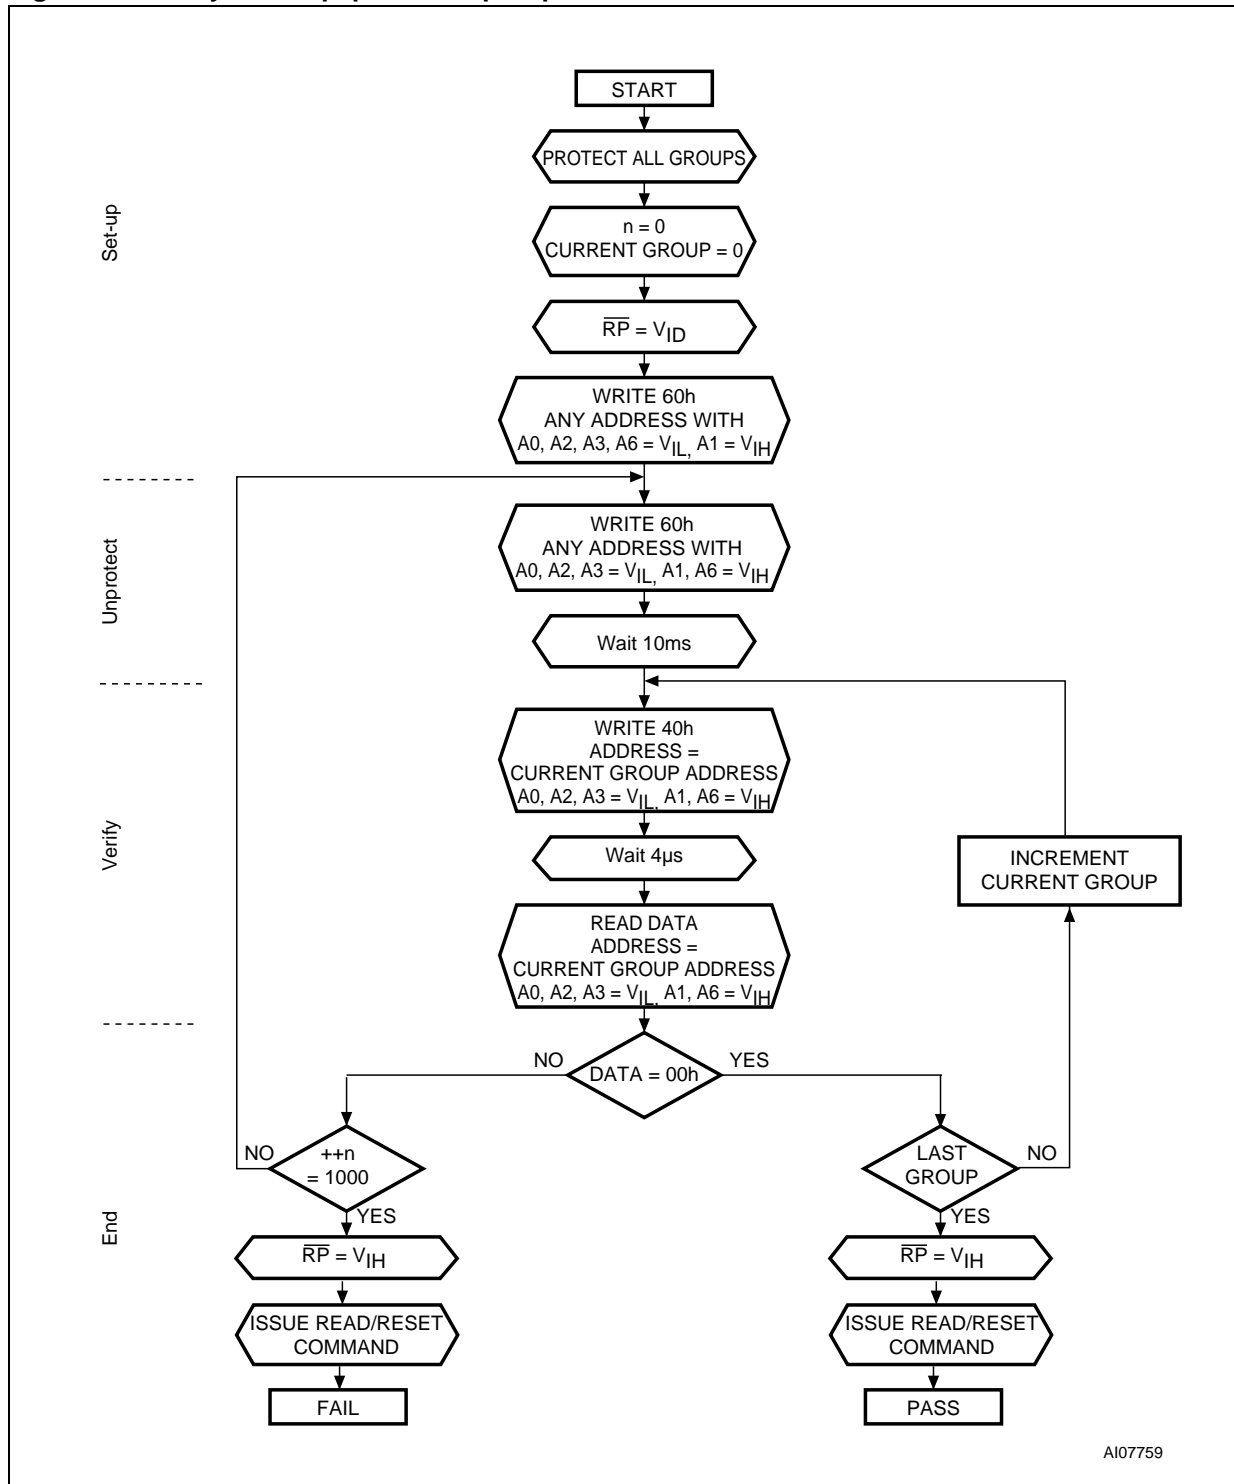 START
PROTECT ALL GROUPS
n = 0
CURRENT GROUP = 0
RP = VID
WRITE 60h
ANY ADDRESS WITH
A0, A2, A3, A6 = VIL, A1 = VIH
Set-up
WRITE 60h
ANY ADDRESS WITH
A0, A2, A3 = VIL, A1, A6 = VIH
Wait 10ms
Unprotect
WRITE 40h
ADDRESS =
CURRENT GROUP ADDRESS
A0, A2, A3 = VIL, A1, A6 = VIH
Wait 4µs
READ DATA
ADDRESS =
CURRENT GROUP ADDRESS
A0, A2, A3 = VIL, A1, A6 = VIH
Verify
INCREMENT
CURRENT GROUP
NO
DATA = 00h
YES
NO
++n
= 1000
YES
LAST
GROUP
NO
YES
End
RP = VIH
RP = VIH
ISSUE READ/RESET
COMMAND
ISSUE READ/RESET
COMMAND
FAIL
PASS
AI07759